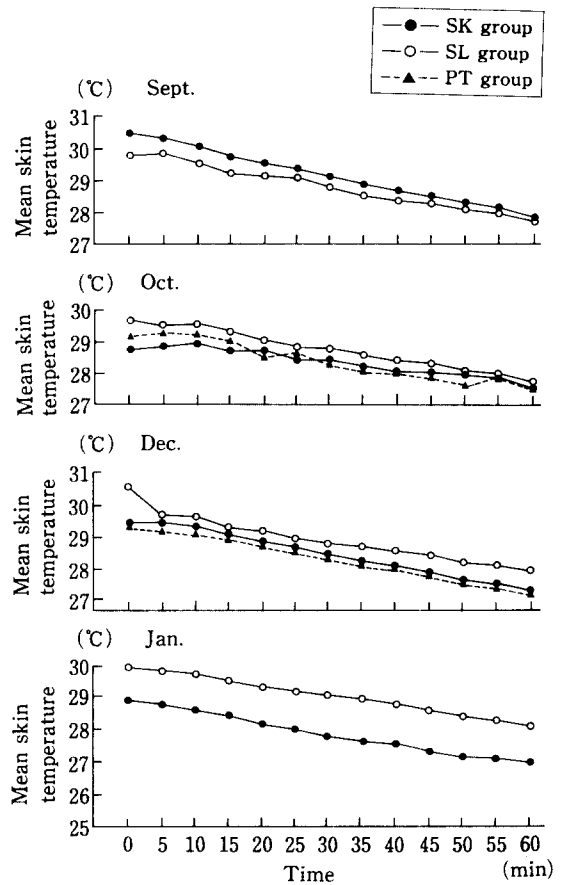 SK group
SL group
PT group
(℃) Sept.
31
30
29
28
27
Mean skin
temperature
(℃) Oct.
30
29
28
27
Mean skin
temperature
(℃) Dec.
31
30
29
28
27
Mean skin
temperature
(℃) Jan.
30
29
28
27
25
Mean skin
temperature
0 5 10 15 20 25 30 35 40 45 50 55 60
Time (min)